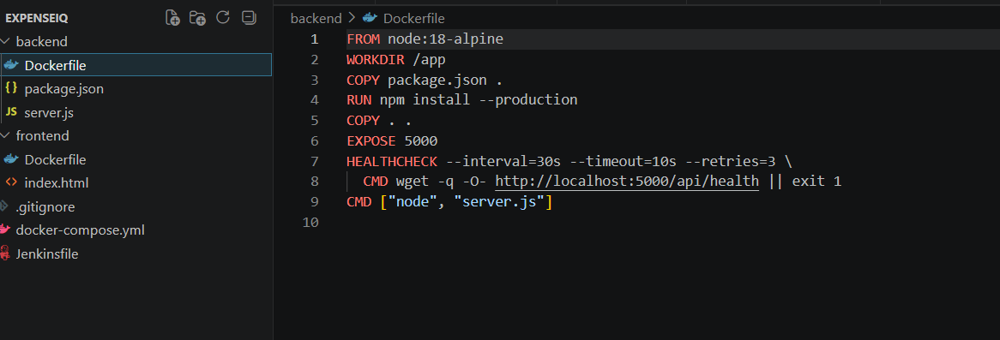 EXPENSEIQ
backend
Dockerfile
{} package.json
JS server.js
frontend
Dockerfile
<> index.html
.gitignore
docker-compose.yml
Jenkinsfile
backend > Dockerfile
1 FROM node:18-alpine
2 WORKDIR /app
3 COPY package.json .
4 RUN npm install --production
5 COPY . .
6 EXPOSE 5000
7 HEALTHCHECK --interval=30s --timeout=10s --retries=3 \
8 CMD wget -q -O- http://localhost:5000/api/health || exit 1
9 CMD ["node", "server.js"]
10